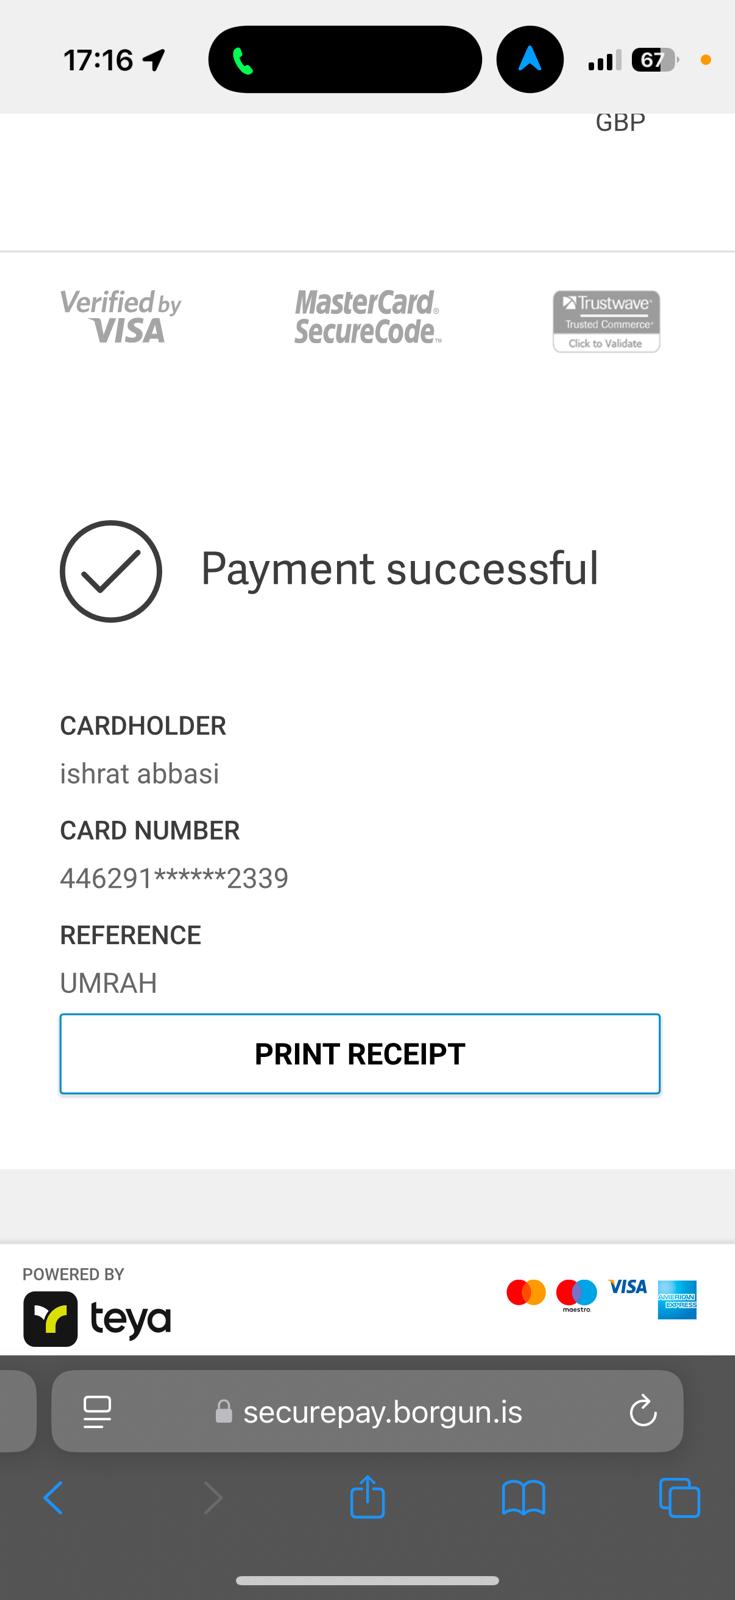 17:16
67
GBP
Verified by
VISA
MasterCard®
SecureCode™
Trustwave®
Trusted Commerce®
Click to Validate
Payment successful
CARDHOLDER
ishrat abbasi
CARD NUMBER
446291******2339
REFERENCE
UMRAH
PRINT RECEIPT
POWERED BY
teya
maestro
VISA
AMERICAN
EXPRESS
securepay.borgun.is